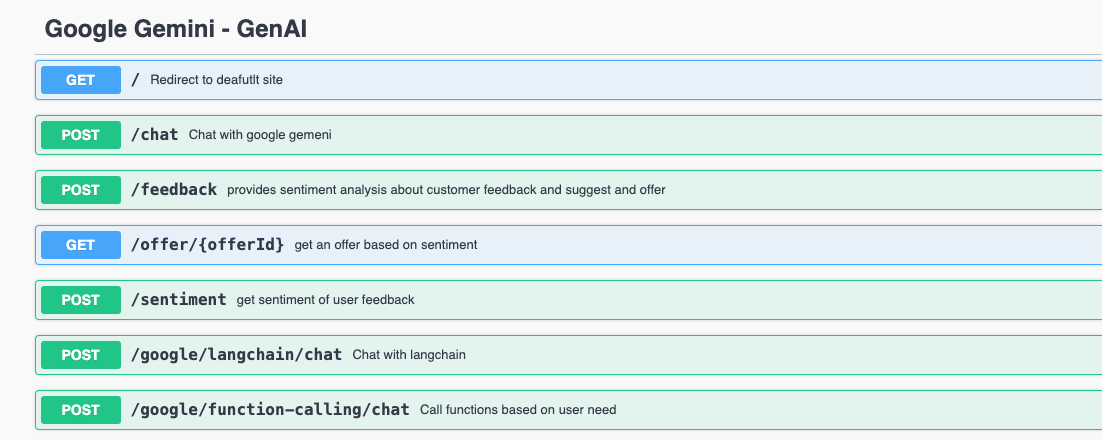 Google Gemini - GenAI
GET / Redirect to deafutlt site
POST /chat Chat with google gemeni
POST /feedback provides sentiment analysis about customer feedback and suggest and offer
GET /offer/{offerId} get an offer based on sentiment
POST /sentiment get sentiment of user feedback
POST /google/langchain/chat Chat with langchain
POST /google/function-calling/chat Call functions based on user need